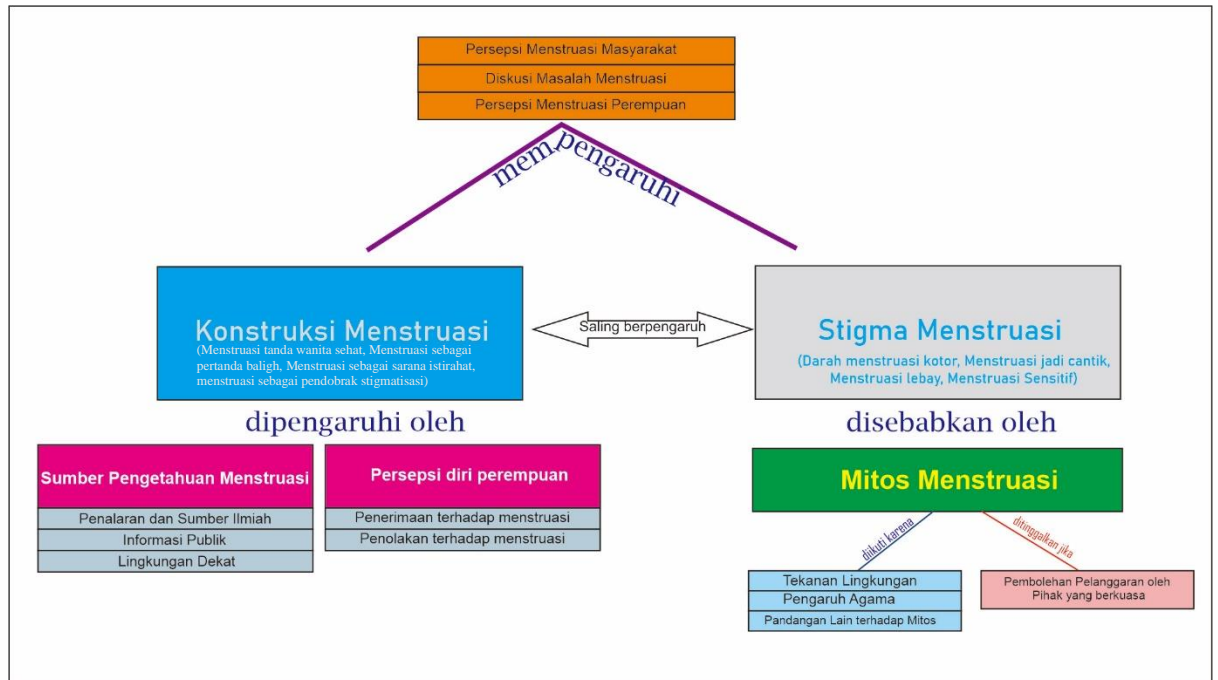 Persepsi Menstruasi Masyarakat
Diskusi Masalah Menstruasi
Persepsi Menstruasi Perempuan
mempengaruhi
Konstruksi Menstruasi
(Menstruasi tanda wanita sehat, Menstruasi sebagai
pertanda baligh, Menstruasi sebagai sarana istirahat,
menstruasi sebagai pendobrak stigmatisasi)
Saling berpengaruh
Stigma Menstruasi
(Darah menstruasi kotor, Menstruasi jadi cantik,
Menstruasi lebay, Menstruasi Sensitif)
dipengaruhi oleh
disebabkan oleh
Sumber Pengetahuan Menstruasi
Penalaran dan Sumber Ilmiah
Informasi Publik
Lingkungan Dekat
Persepsi diri perempuan
Penerimaan terhadap menstruasi
Penolakan terhadap menstruasi
Mitos Menstruasi
diikuti karena
ditinggalkan jika
Tekanan Lingkungan
Pengaruh Agama
Pandangan Lain terhadap Mitos
Pembolehan Pelanggaran oleh
Pihak yang berkuasa